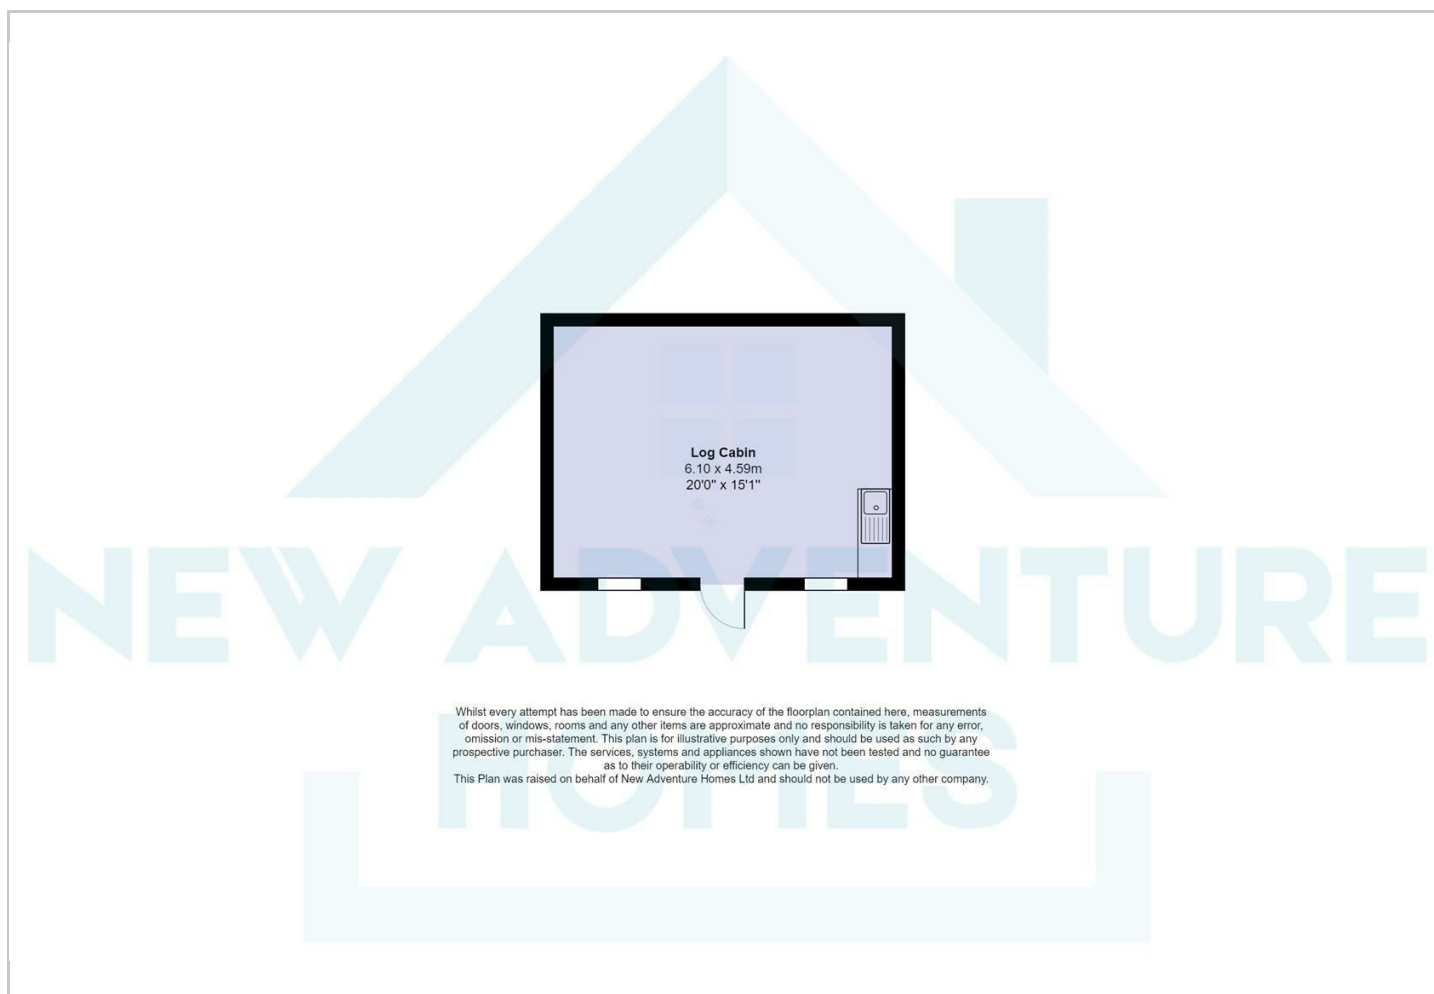 Log Cabin
6.10 x 4.59m
20'0" x 15'1"
NEW ADVENTURE
HOMES
Whilst every attempt has been made to ensure the accuracy of the floorplan contained here, measurements
of doors, windows, rooms and any other items are approximate and no responsibility is taken for any error,
omission or mis-statement. This plan is for illustrative purposes only and should be used as such by any
prospective purchaser. The services, systems and appliances shown have not been tested and no guarantee
as to their operability or efficiency can be given.
This Plan was raised on behalf of New Adventure Homes Ltd and should not be used by any other company.